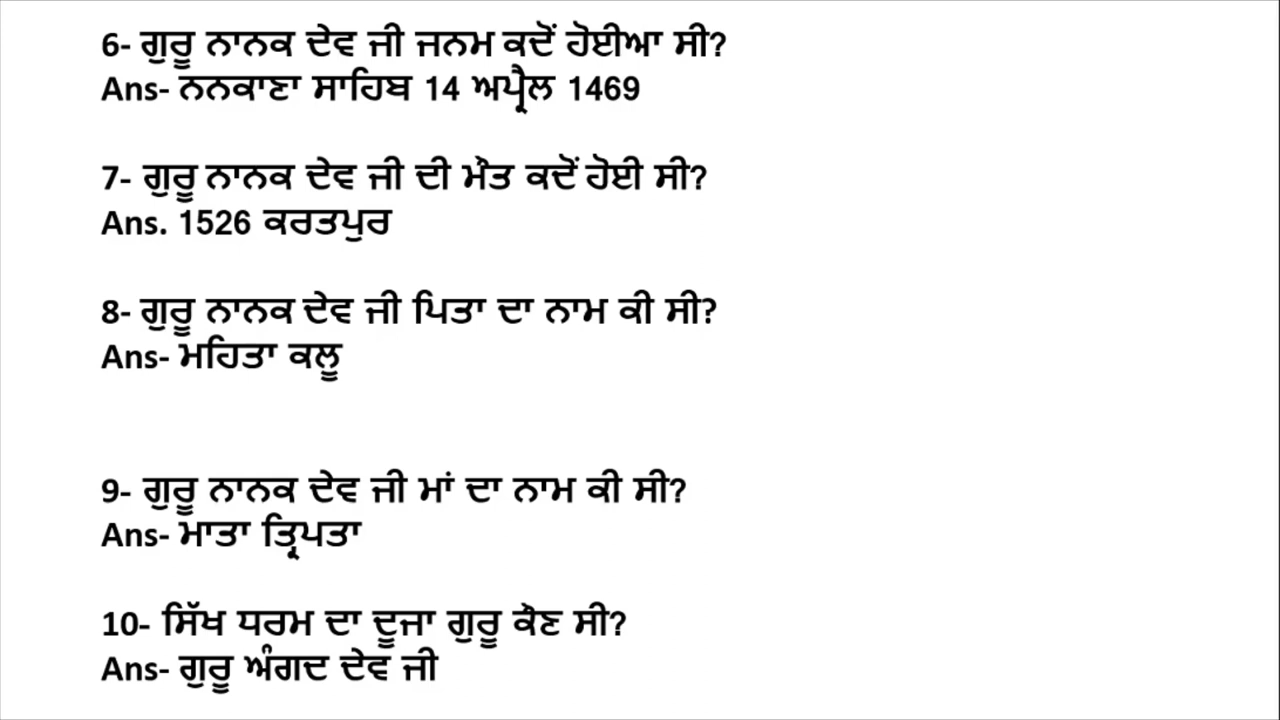 6- ਗੁਰੂ ਨਾਨਕ ਦੇਵ ਜੀ ਜਨਮ ਕਦੋਂ ਹੋਈਆ ਸੀ?
Ans- ਨਨਕਾਣਾ ਸਾਹਿਬ 14 ਅਪ੍ਰੈਲ 1469
7- ਗੁਰੂ ਨਾਨਕ ਦੇਵ ਜੀ ਦੀ ਮੌਤ ਕਦੋਂ ਹੋਈ ਸੀ?
Ans. 1526 ਕਰਤਪੁਰ
8- ਗੁਰੂ ਨਾਨਕ ਦੇਵ ਜੀ ਪਿਤਾ ਦਾ ਨਾਮ ਕੀ ਸੀ?
Ans- ਮਹਿਤਾ ਕਲੂ
9- ਗੁਰੂ ਨਾਨਕ ਦੇਵ ਜੀ ਮਾਂ ਦਾ ਨਾਮ ਕੀ ਸੀ?
Ans- ਮਾਤਾ ਤ੍ਰਿਪਤਾ
10- ਸਿੱਖ ਧਰਮ ਦਾ ਦੂਜਾ ਗੁਰੂ ਕੌਣ ਸੀ?
Ans- ਗੁਰੂ ਅੰਗਦ ਦੇਵ ਜੀ